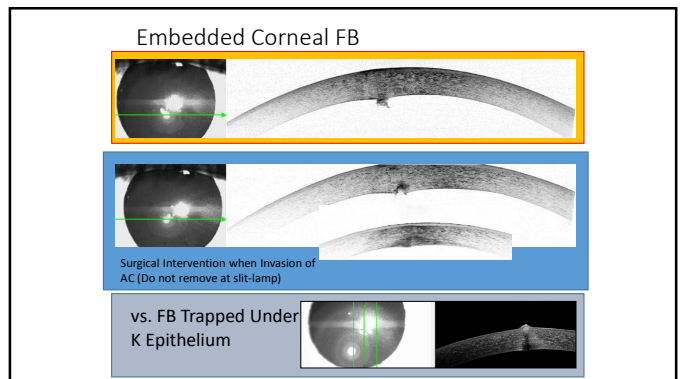 Embedded Corneal FB
Surgical Intervention when Invasion of
AC (Do not remove at slit-lamp)
vs. FB Trapped Under
K Epithelium